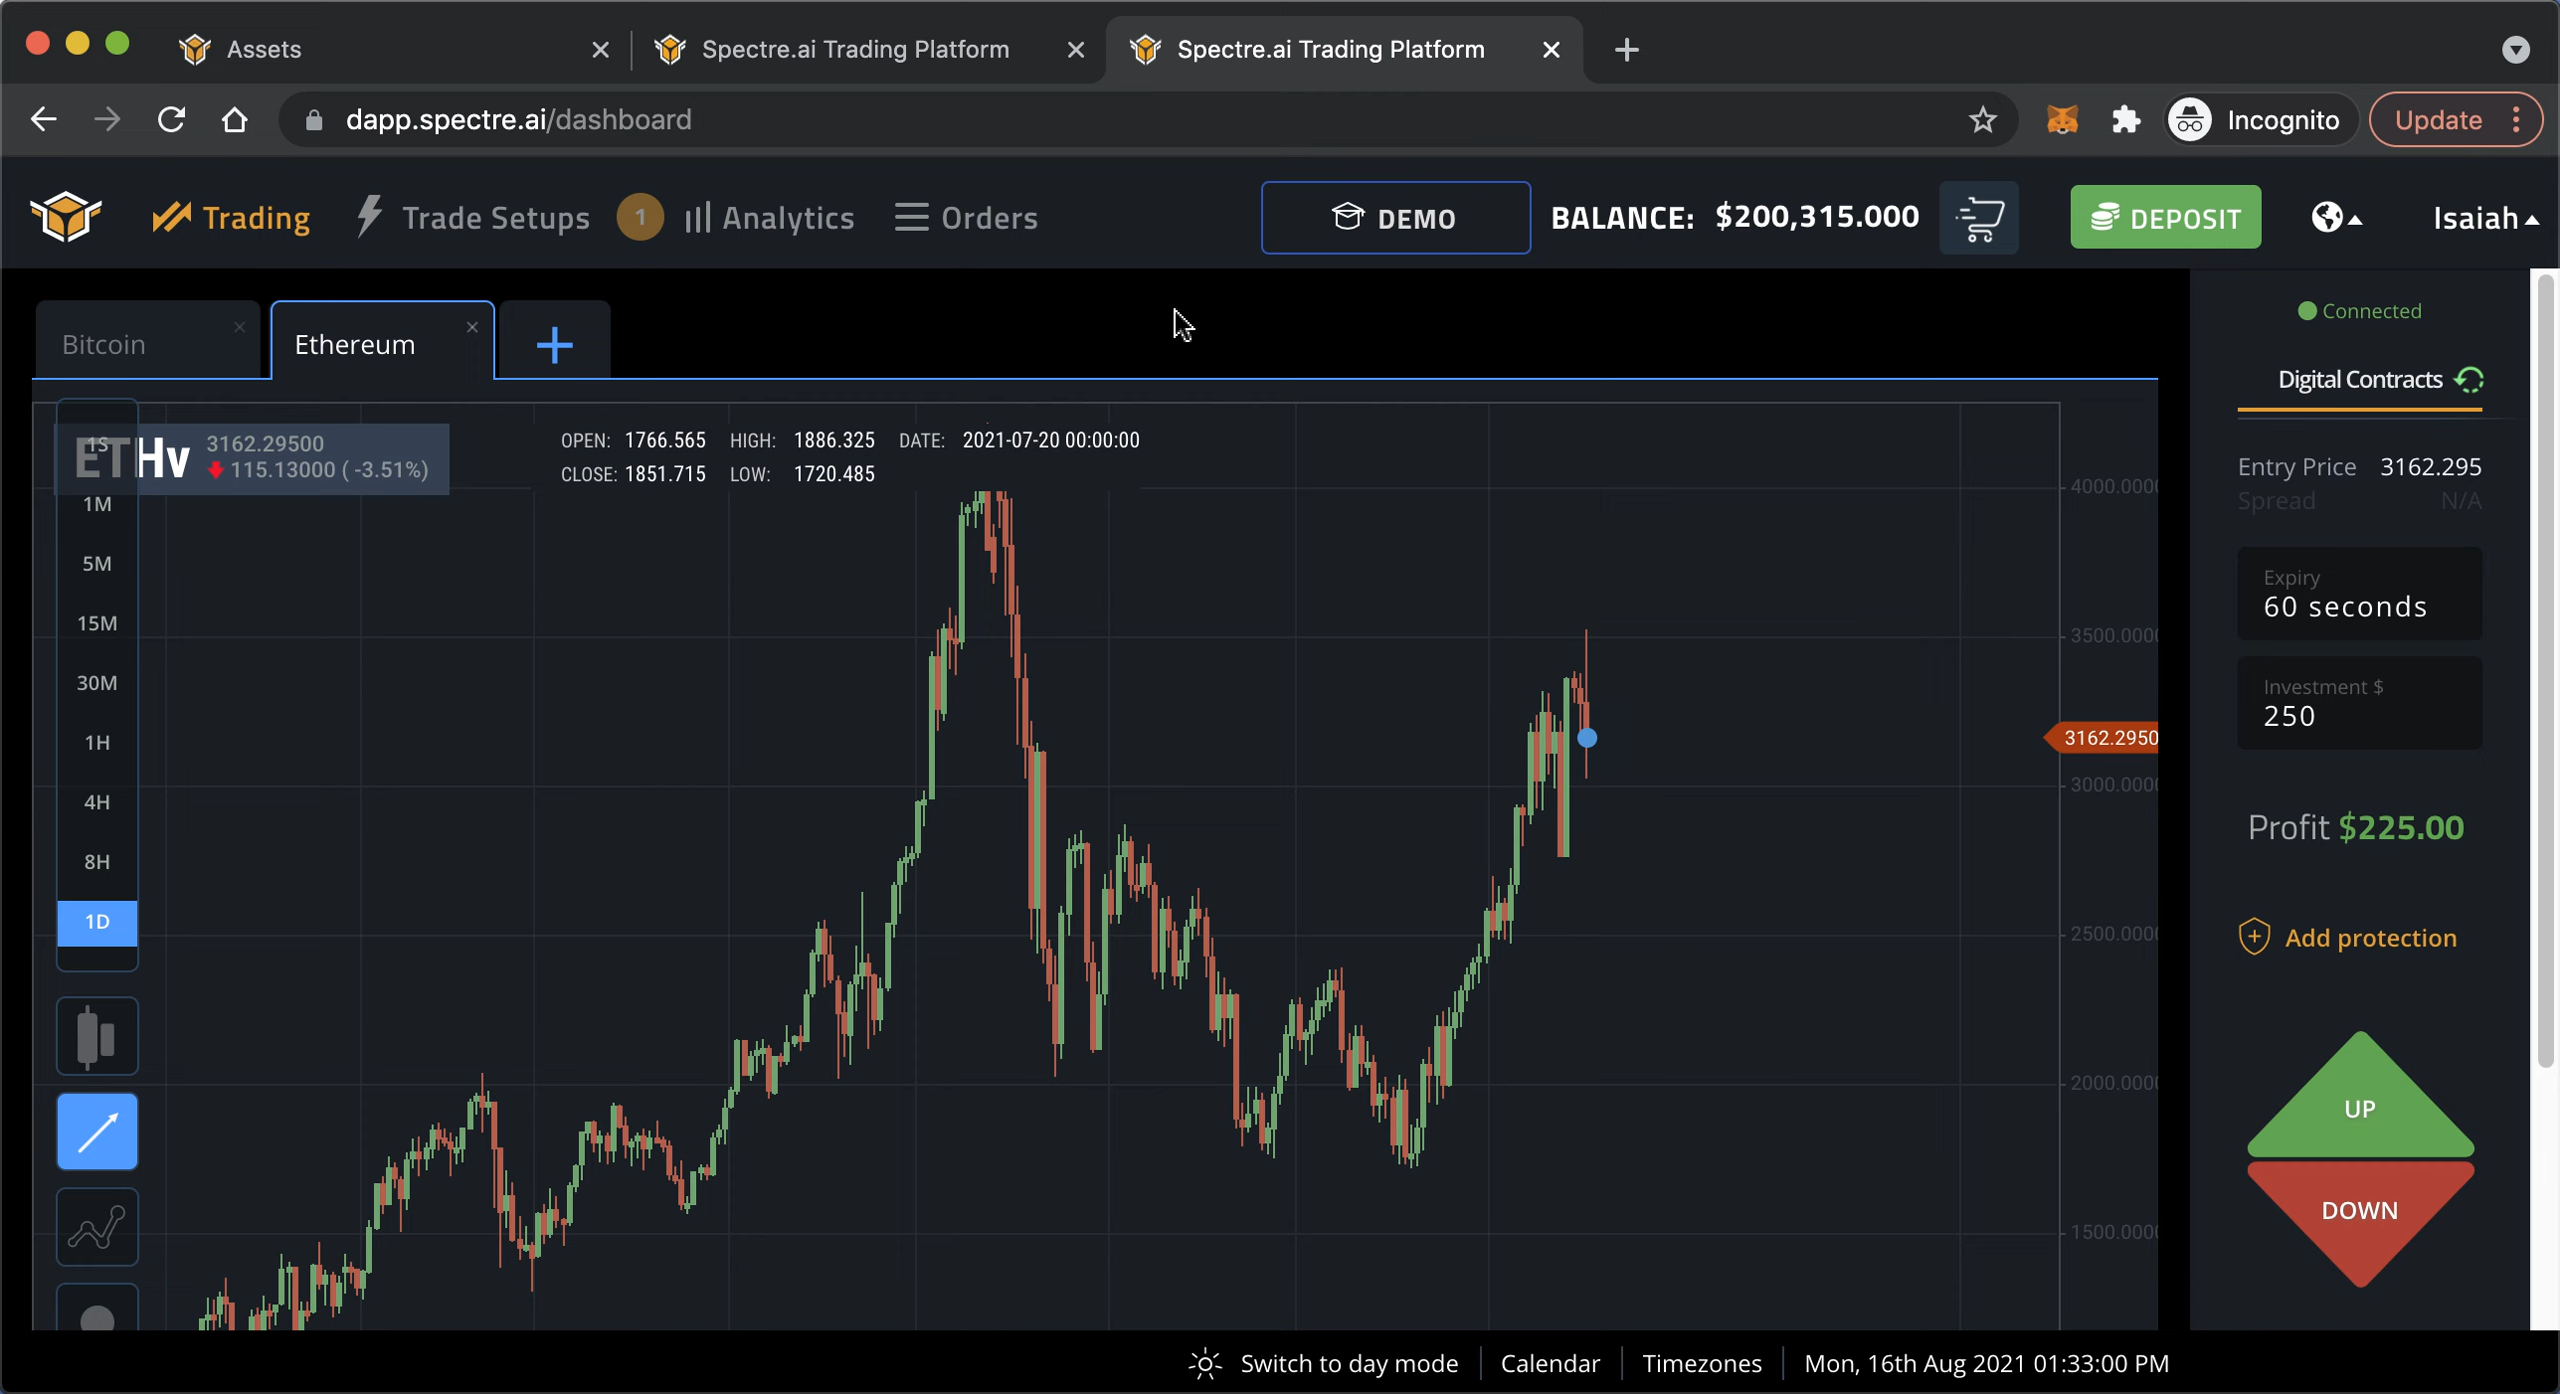 Assets
Spectre.ai Trading Platform
Spectre.ai Trading Platform
dapp.spectre.ai/dashboard
Incognito
Update
Trading
Trade Setups
1
Analytics
Orders
DEMO
BALANCE: $200,315.000
DEPOSIT
Isaiah
Bitcoin
Ethereum
Connected
Digital Contracts
ETHv
3162.29500
115.13000 ( -3.51%)
OPEN: 1766.565 HIGH: 1886.325 DATE: 2021-07-20 00:00:00
CLOSE: 1851.715 LOW: 1720.485
1S
1M
5M
15M
30M
1H
4H
8H
1D
4000.000
3500.000
3162.2950
3000.000
2500.000
2000.000
1500.000
Entry Price 3162.295
Spread N/A
Expiry
60 seconds
Investment $
250
Profit $225.00
Add protection
UP
DOWN
Switch to day mode
Calendar
Timezones
Mon, 16th Aug 2021 01:33:00 PM